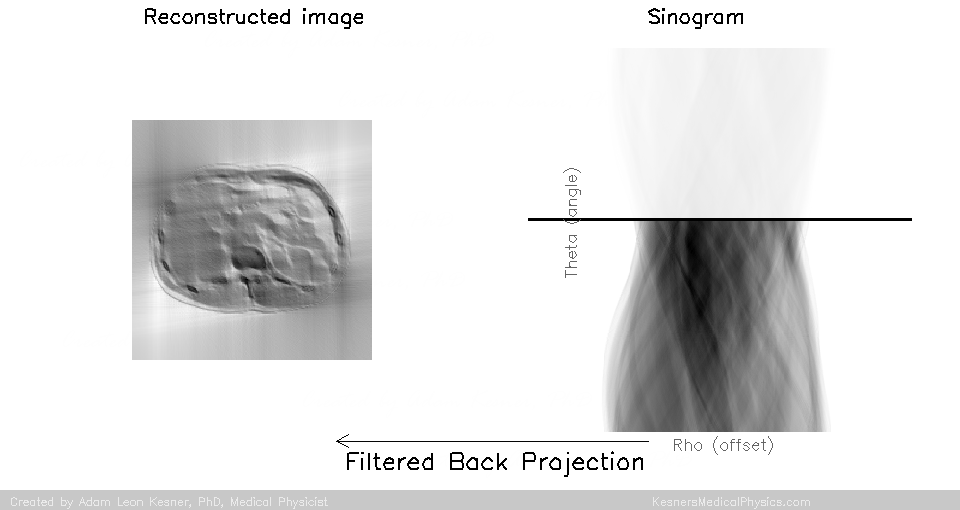 Reconstructed image
Sinogram
Theta (angle)
Rho (offset)
Filtered Back Projection
Created by Adam Leon Kesner, PhD, Medical Physicist
KesnersMedicalPhysics.com